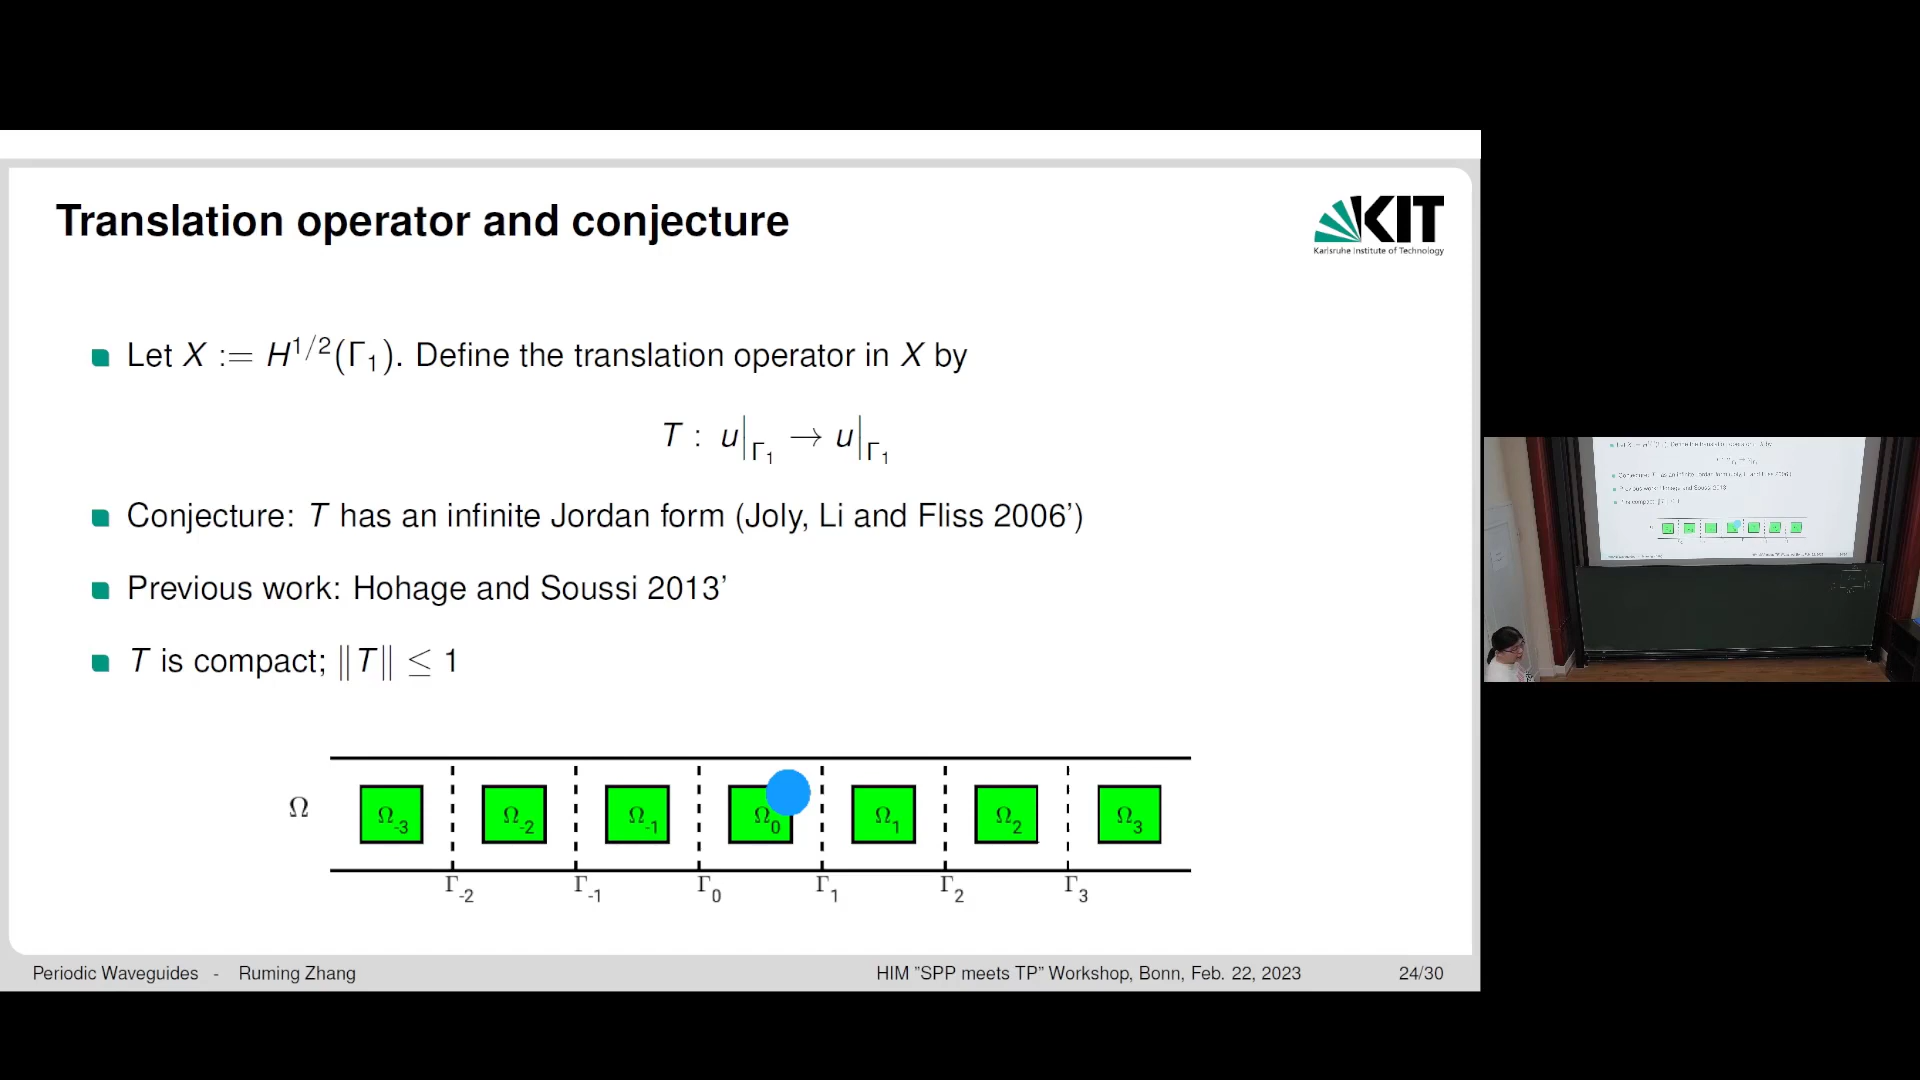 Translation operator and conjecture
KIT
Karlsruhe Institute of Technology
Let X := H^{1/2}(Γ_1). Define the translation operator in X by
T : u|_{Γ_1} → u|_{Γ_1}
Conjecture: T has an infinite Jordan form (Joly, Li and Fliss 2006')
Previous work: Hohage and Soussi 2013'
T is compact; ‖T‖ ≤ 1
Ω Ω_{-3} Ω_{-2} Ω_{-1} Ω_0 Ω_1 Ω_2 Ω_3
Γ_{-2} Γ_{-1} Γ_0 Γ_1 Γ_2 Γ_3
Periodic Waveguides - Ruming Zhang HIM "SPP meets TP" Workshop, Bonn, Feb. 22, 2023 24/30